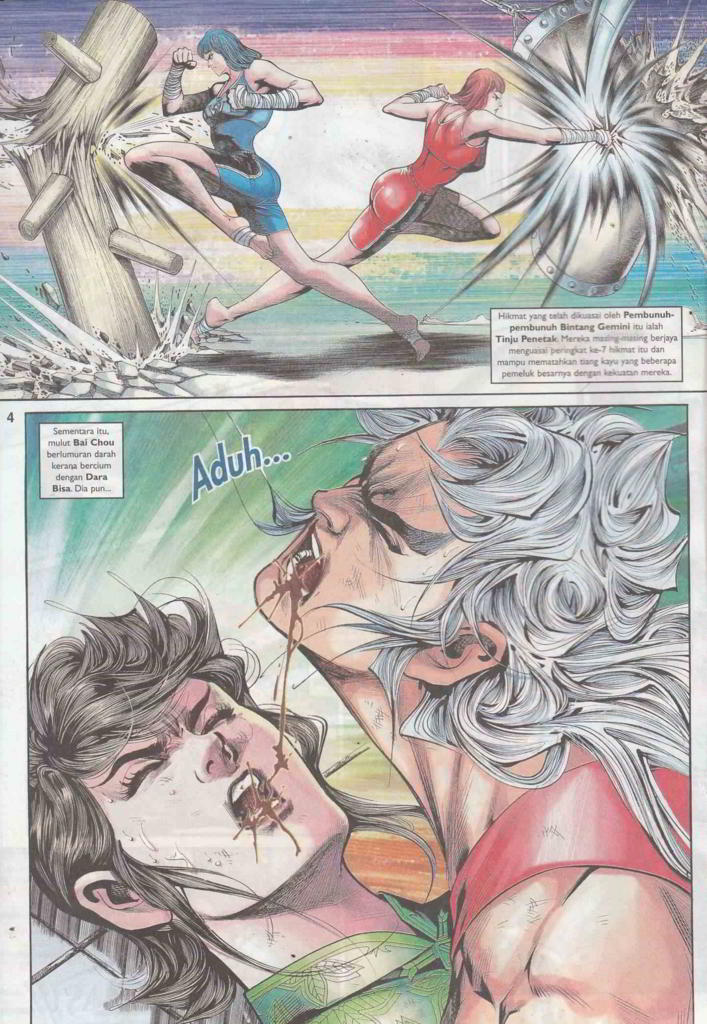 Hikmat yang telah dikuasai oleh Pembunuh-
pembunuh Bintang Gemini itu ialah
Tinju Penetak. Mereka masing-masing berjaya
menguasai peringkat ke-7 hikmat itu dan
mampu mematahkan tiang kayu yang beberapa
pemeluk besarnya dengan kekuatan mereka.
4
Sementara itu,
mulut Bai Chou
berlumuran darah
kerana bercium
dengan Dara
Bisa. Dia pun...
Aduh...